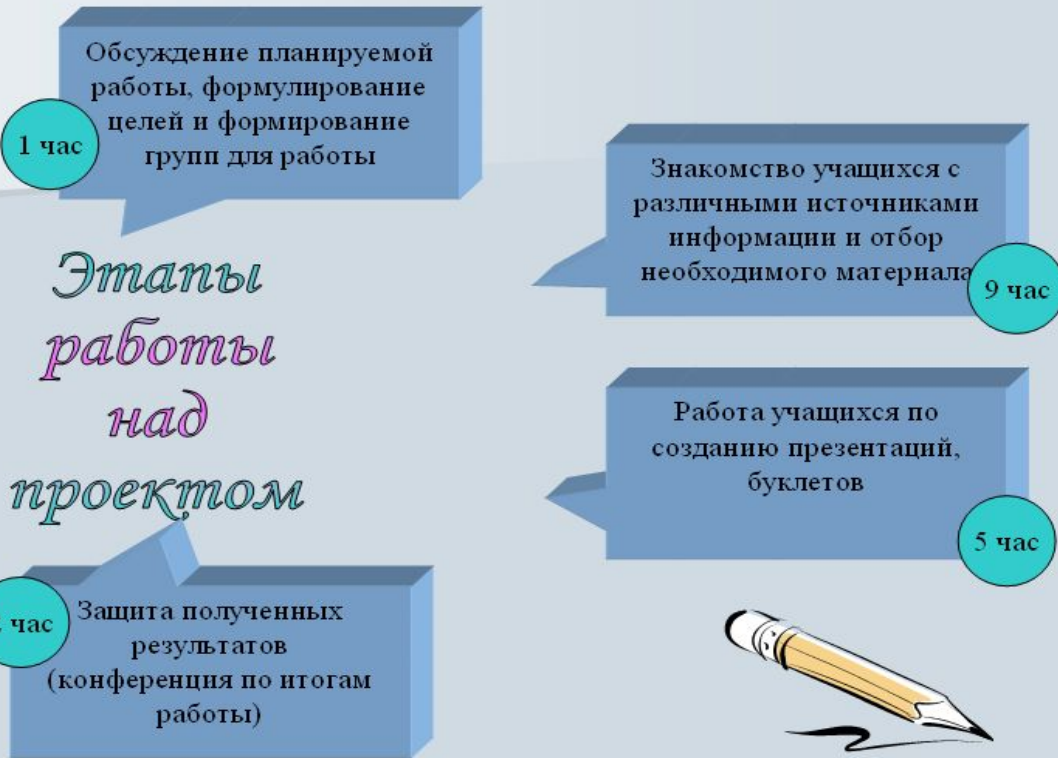 Обсуждение планируемой
работы, формулирование
целей и формирование
групп для работы
1 час
Этапы
работы
над
проектом
Знакомство учащихся с
различными источниками
информации и отбор
необходимого материала
9 час
Работа учащихся по
созданию презентаций,
буклетов
5 час
час
Защита полученных
результатов
(конференция по итогам
работы)